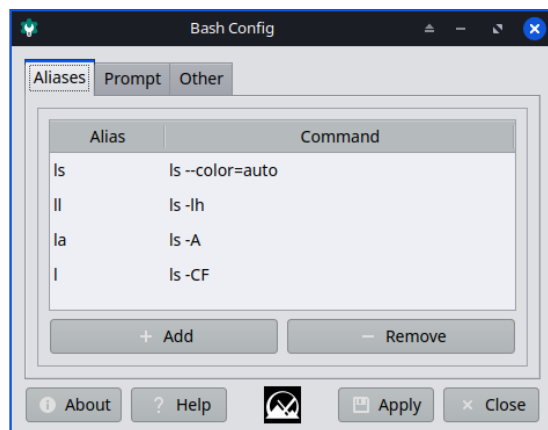 Bash Config
Aliases Prompt Other
Alias Command
ls ls --color=auto
ll ls -lh
la ls -A
l ls -CF
+ Add − Remove
About ? Help Apply × Close